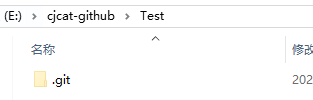 (E:) > cjcat-github > Test
名称 修改
.git 202